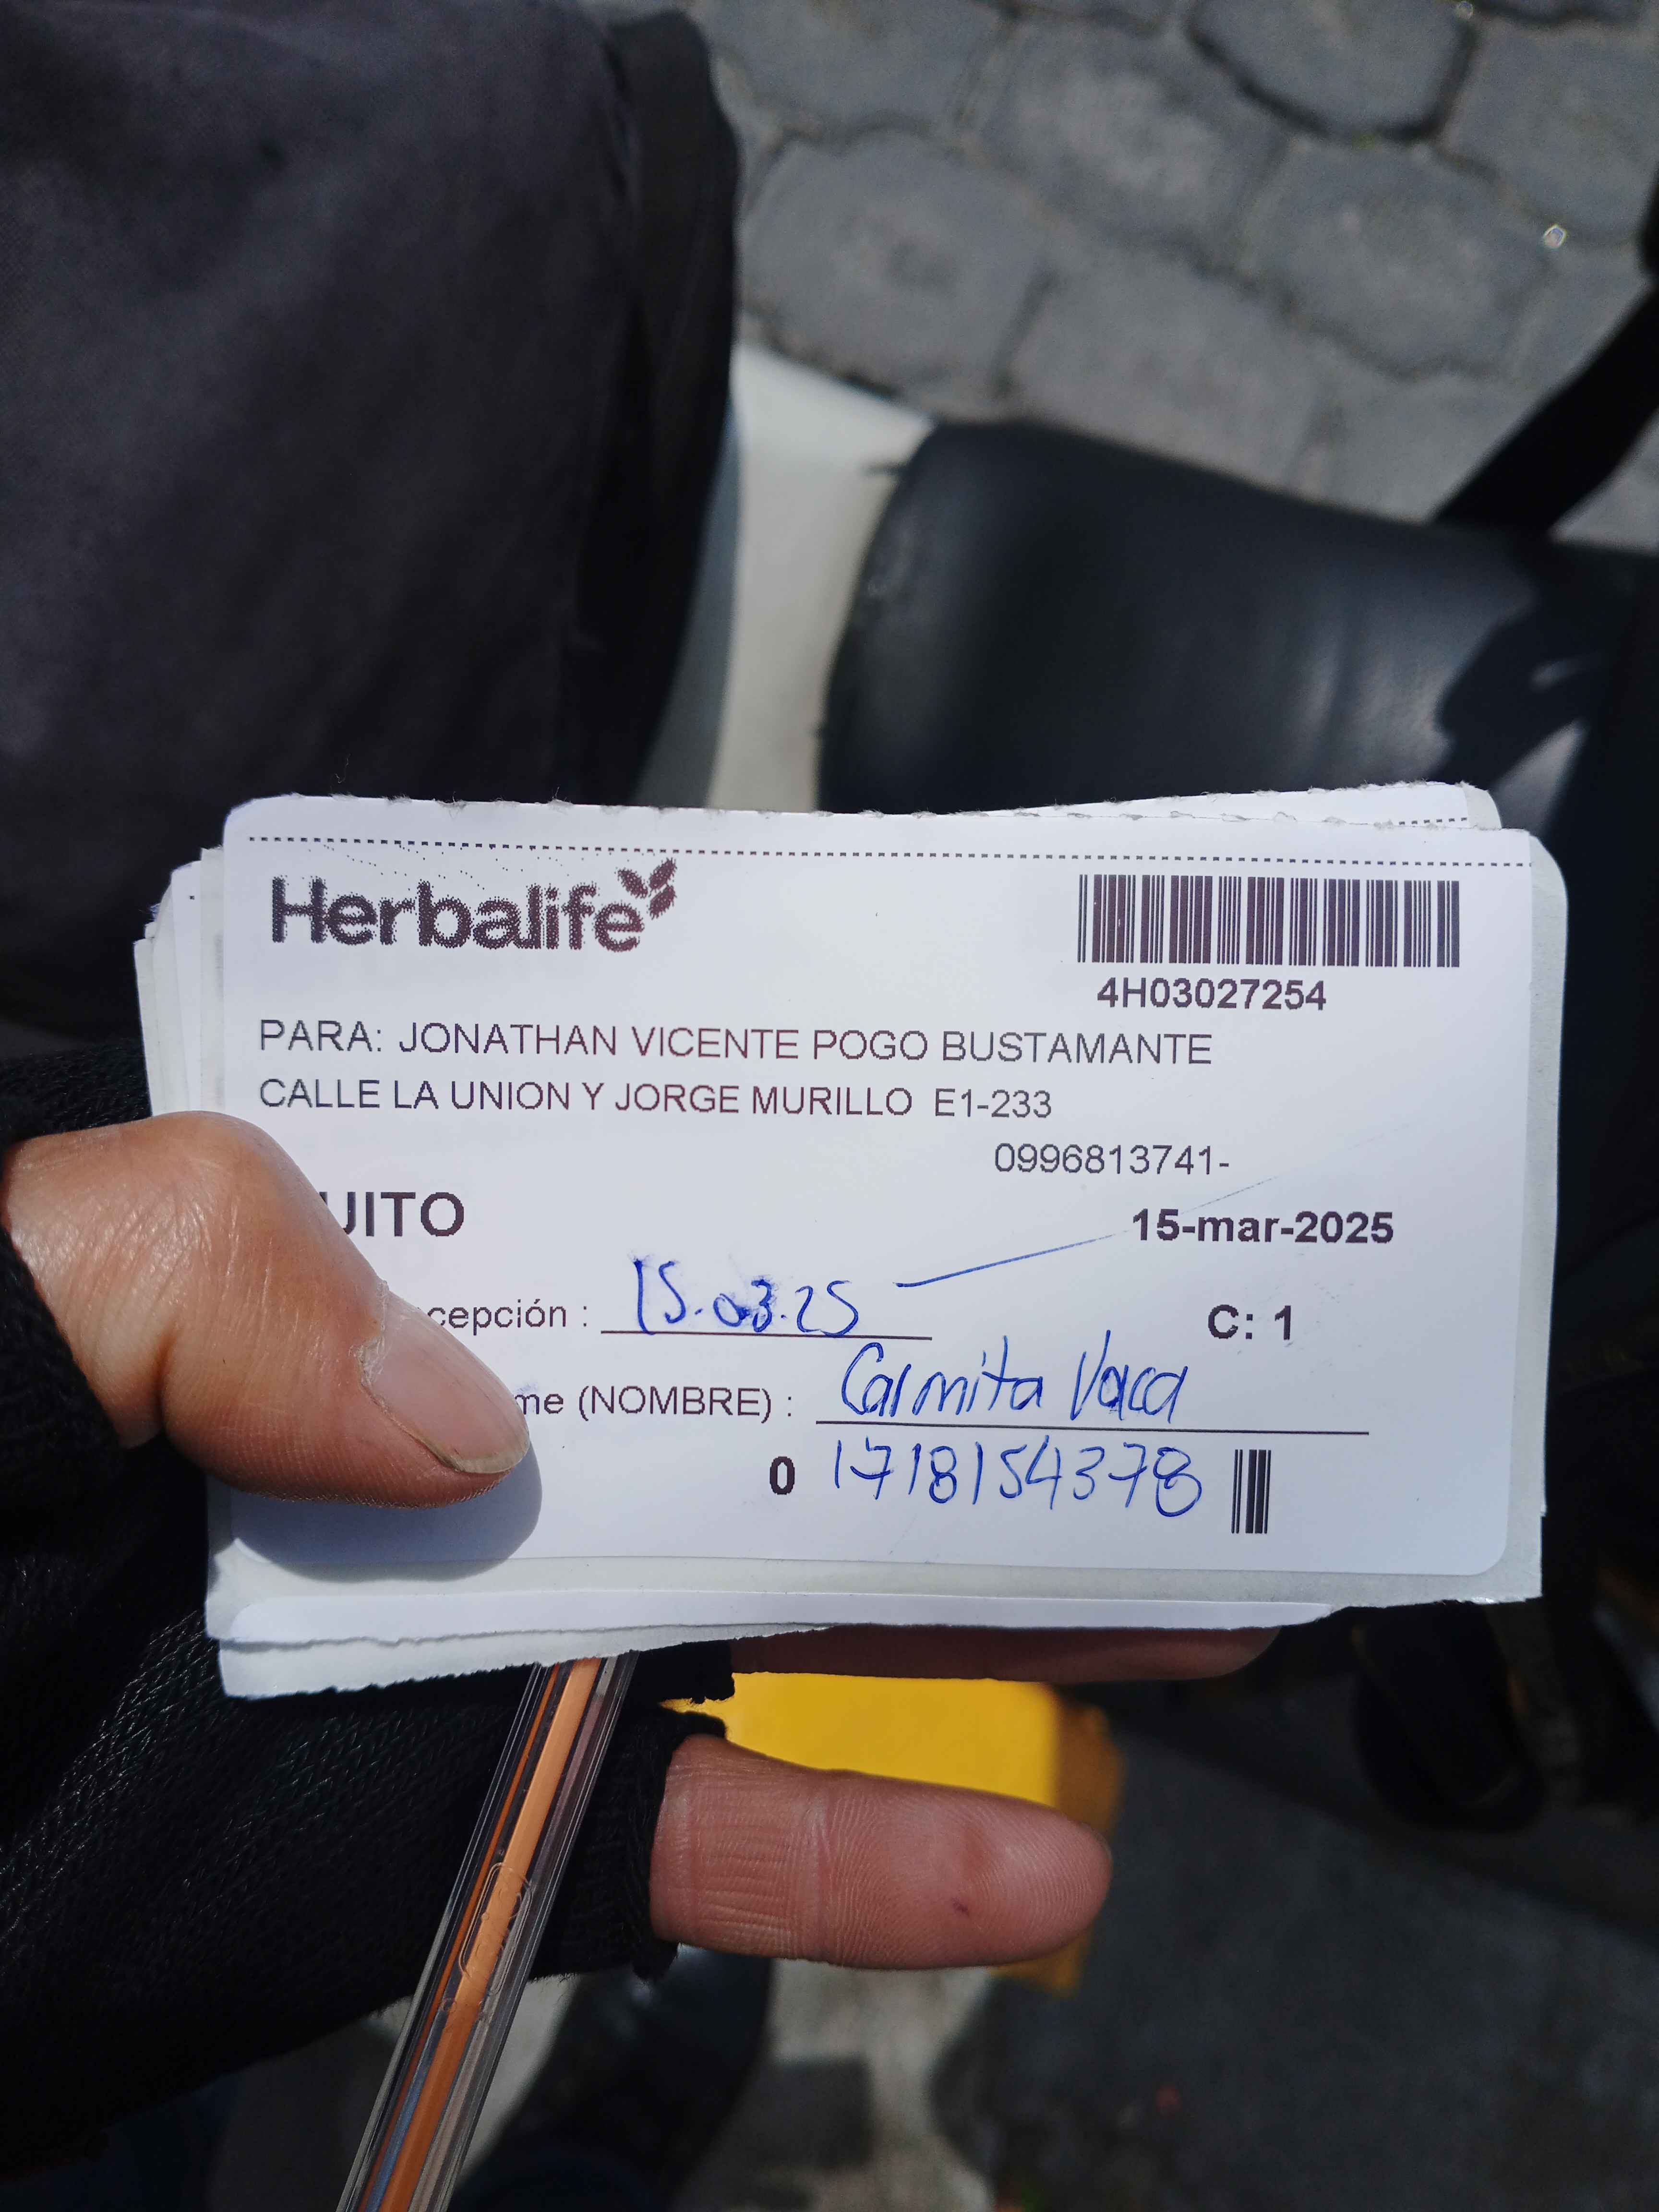 Herbalife
4H03027254
PARA: JONATHAN VICENTE POGO BUSTAMANTE
CALLE LA UNION Y JORGE MURILLO E1-233
0996813741-
UITO
15-mar-2025
cepción : 15.03.25
C: 1
me (NOMBRE) : Carmita Vaca
0 1718154378